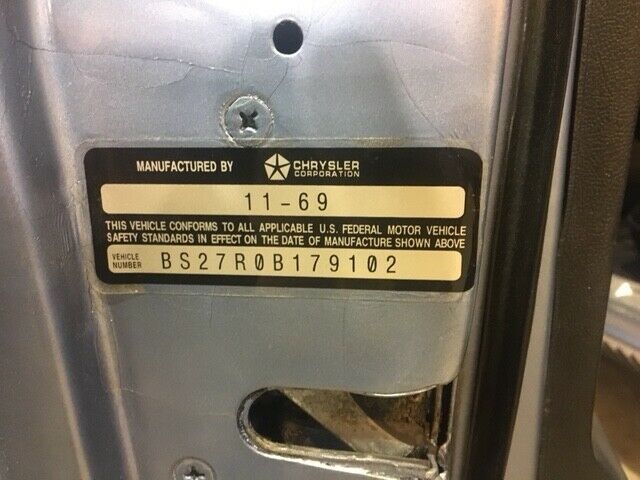 MANUFACTURED BY CHRYSLER CORPORATION
11-69
THIS VEHICLE CONFORMS TO ALL APPLICABLE U.S. FEDERAL MOTOR VEHICLE
SAFETY STANDARDS IN EFFECT ON THE DATE OF MANUFACTURE SHOWN ABOVE
VEHICLE NUMBER BS27R0B179102